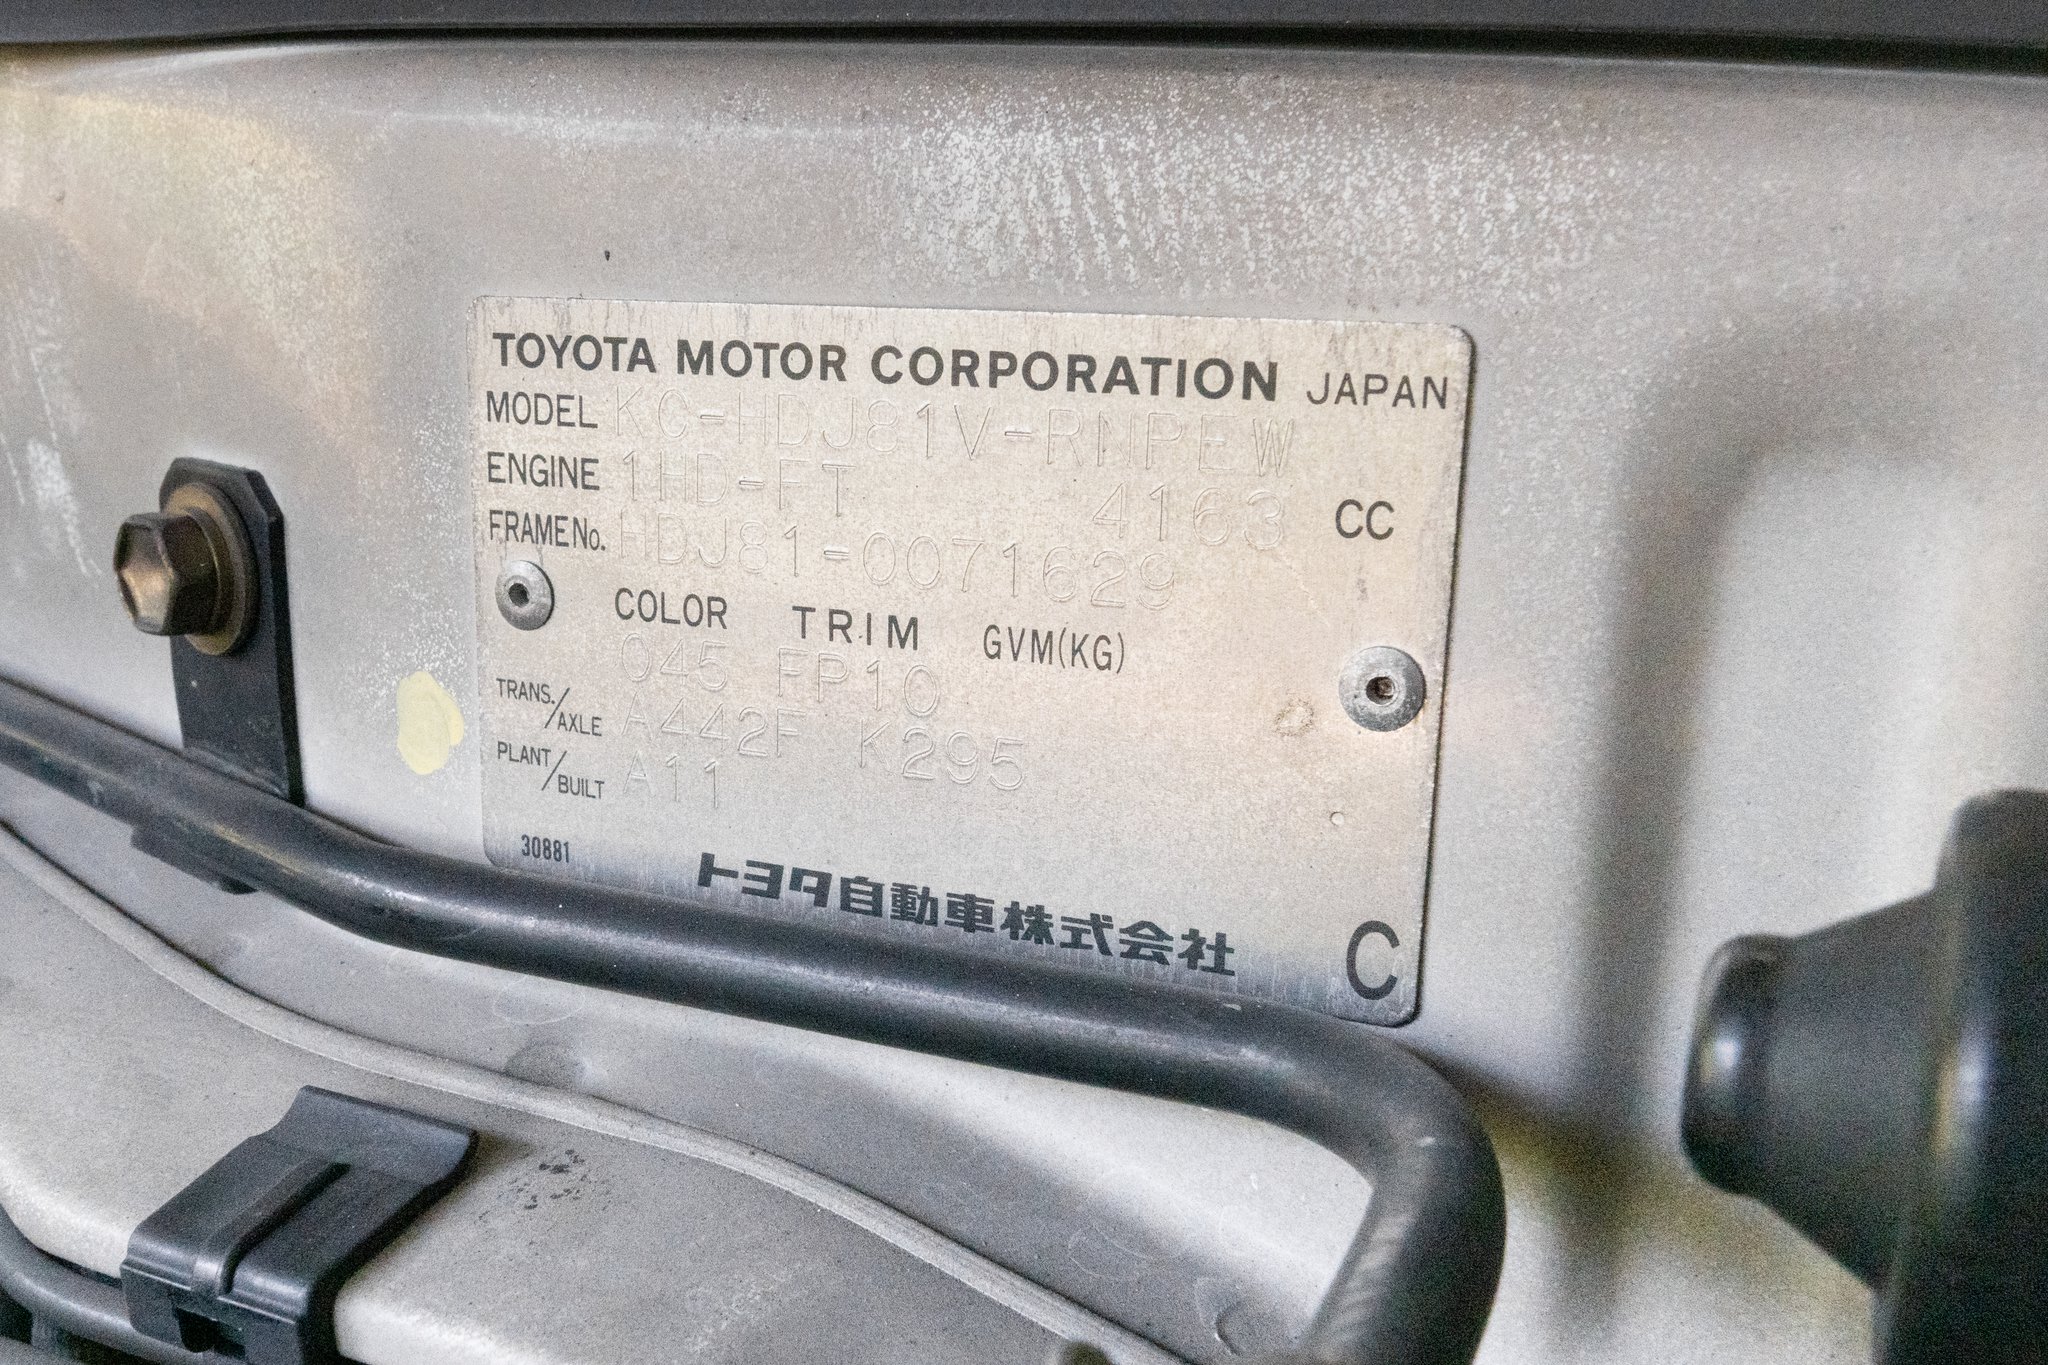 TOYOTA MOTOR CORPORATION JAPAN
MODEL KC-HDJ81V-RNPEW
ENGINE 1HD-FT 4163 CC
FRAME No. HDJ81-0071629
COLOR TRIM GVM(KG)
045 FP10
TRANS./AXLE A442F K295
PLANT/BUILT A11
30881
トヨタ自動車株式会社
C